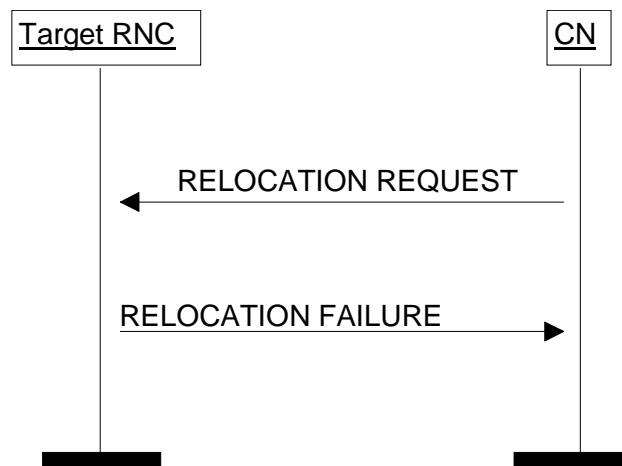 Target RNC
CN
RELOCATION REQUEST
RELOCATION FAILURE